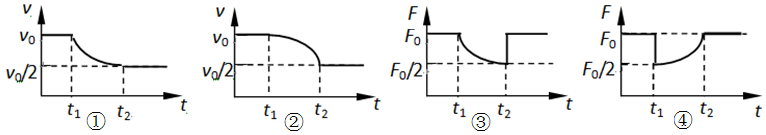 v
v₀
v₀/2
t₁
t₂
t
①
v
v₀
v₀/2
t₁
t₂
t
②
F
F₀
F₀/2
t₁
t₂
t
③
F
F₀
F₀/2
t₁
t₂
t
④